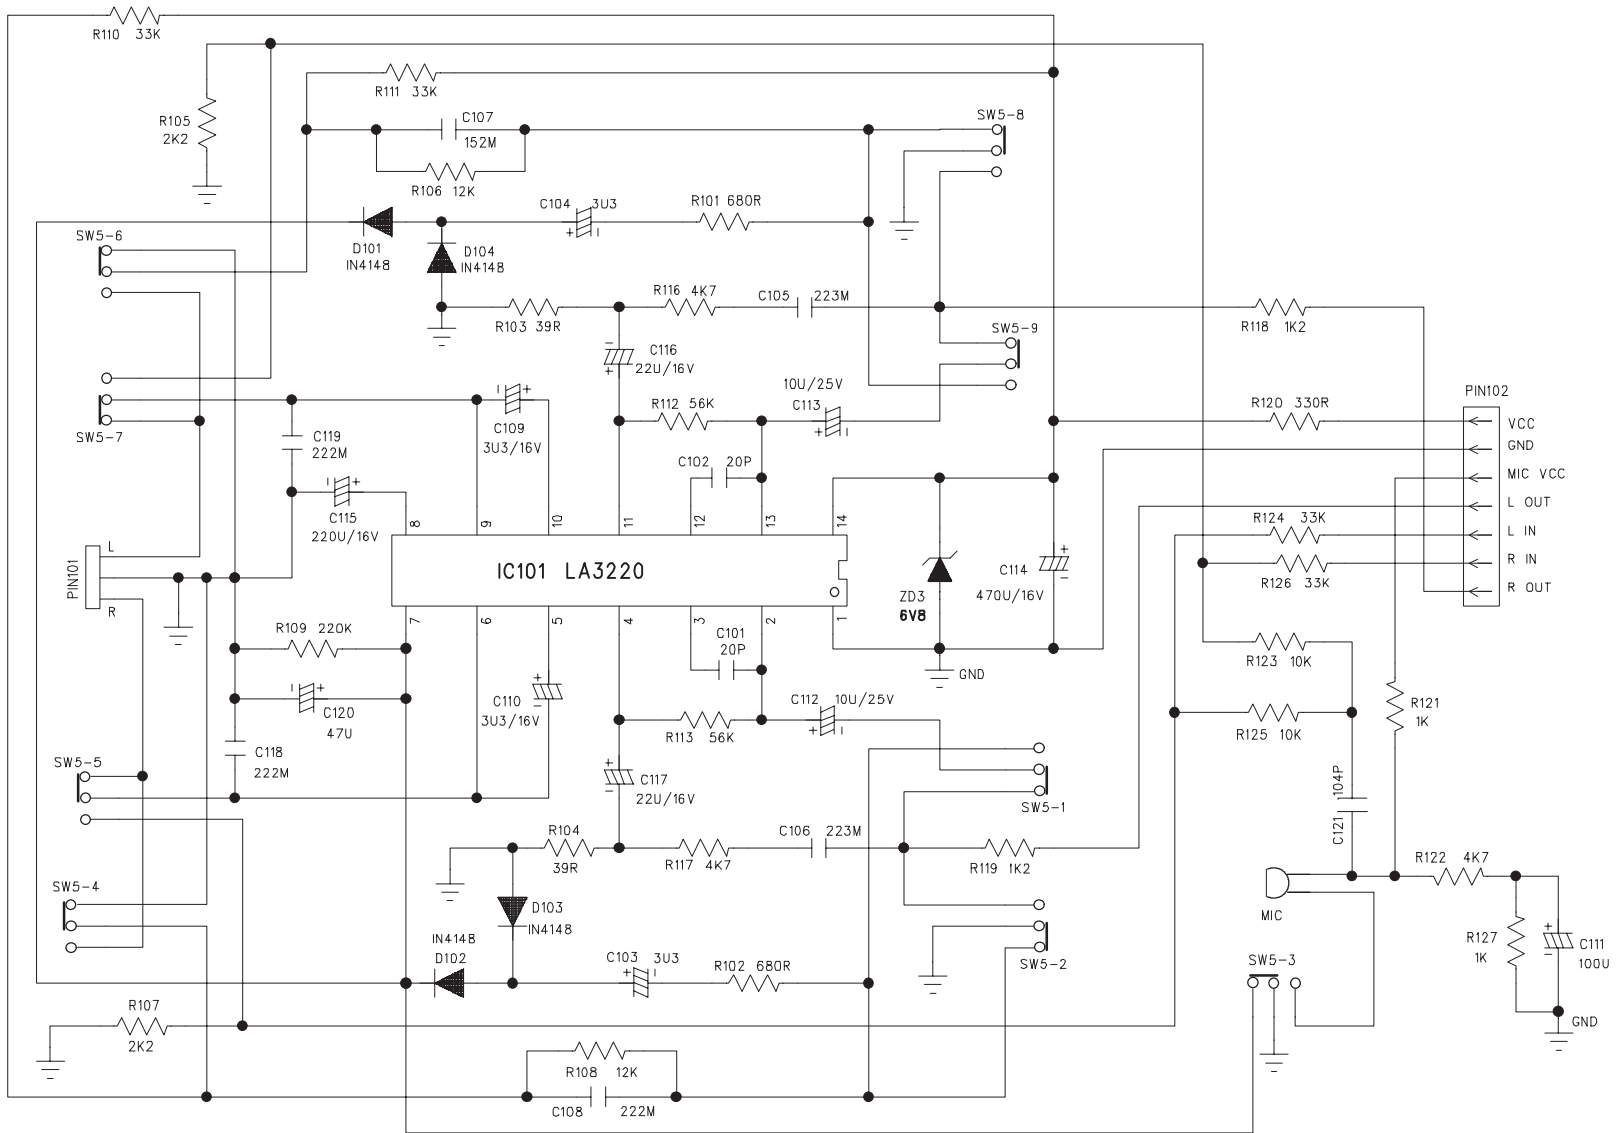 R110 33K
R111 33K
C107
152M
SW5-8
R105
2K2
R106 12K
C104 3U3
R101 680R
SW5-6
D101
IN4148
D104
IN4148
R116 4K7
C105 223M
R103 39R
SW5-9
R118 1K2
C116
22U/16V
10U/25V
C113
R112 56K
R120 330R
PIN102
SW5-7
C109
3U3/16V
C119
222M
VCC
GND
C102 20P
MIC VCC
C115
220U/16V
L OUT
8 9 10 11 12 13 14
R124 33K
L IN
L
IC101 LA3220
R IN
PIN101
C114
470U/16V
R126 33K
ZD3
6V8
R OUT
R
R109 220K
7 6 5 4 3 2 1
C101
20P
R123 10K
GND
C110
3U3/16V
C112 10U/25V
R121
1K
C120
47U
R113 56K
R125 10K
C118
222M
SW5-5
C117
22U/16V
SW5-1
C121 104P
R104
39R
C106 223M
R117 4K7
R119 1K2
R122 4K7
SW5-4
D103
IN4148
MIC
IN4148
D102
C103 3U3
R102 680R
SW5-2
SW5-3
R127
1K
C111
100U
R107
2K2
GND
R108 12K
C108 222M